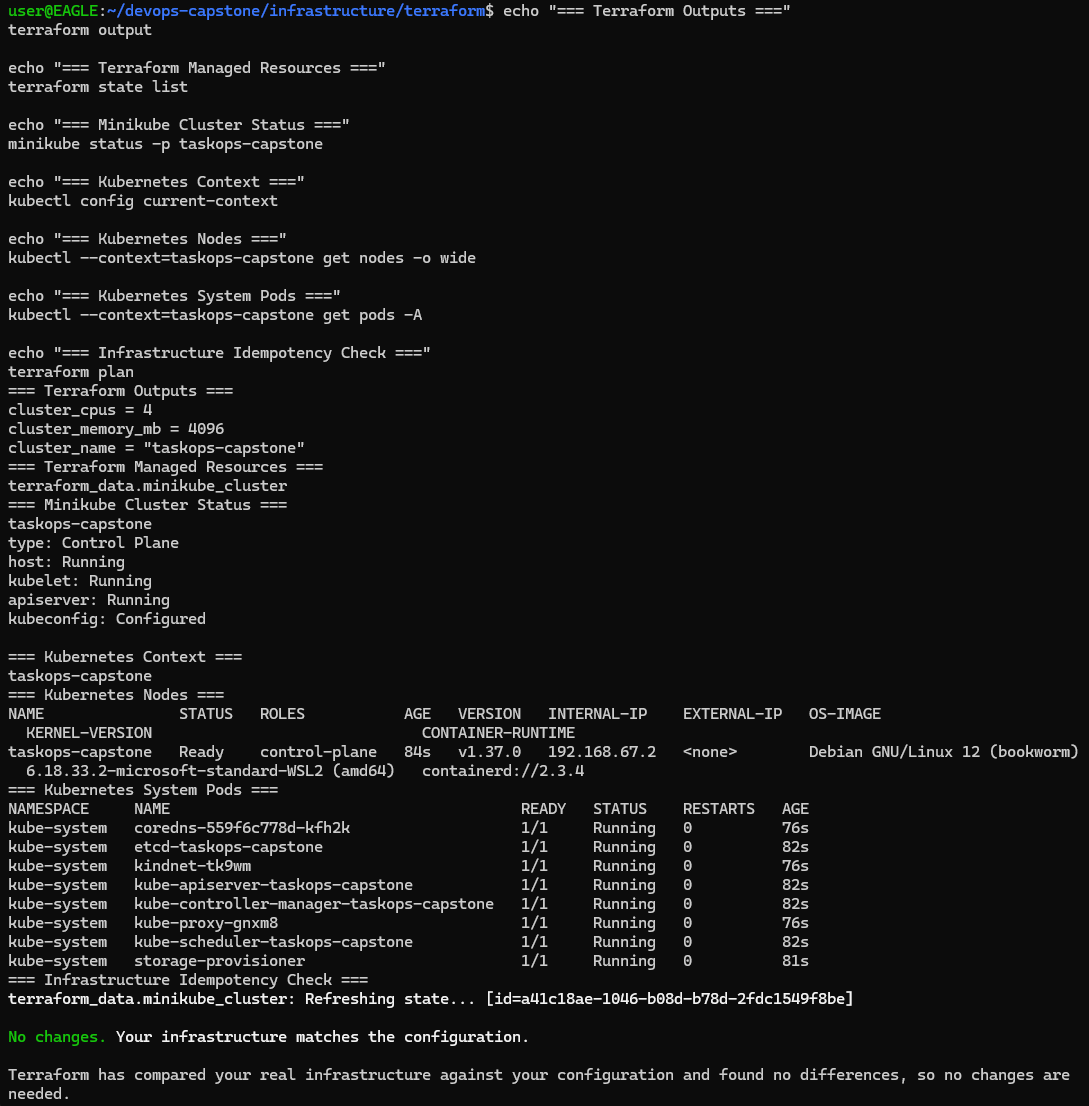 user@EAGLE:~/devops-capstone/infrastructure/terraform$ echo "=== Terraform Outputs ==="
terraform output

echo "=== Terraform Managed Resources ==="
terraform state list

echo "=== Minikube Cluster Status ==="
minikube status -p taskops-capstone

echo "=== Kubernetes Context ==="
kubectl config current-context

echo "=== Kubernetes Nodes ==="
kubectl --context=taskops-capstone get nodes -o wide

echo "=== Kubernetes System Pods ==="
kubectl --context=taskops-capstone get pods -A

echo "=== Infrastructure Idempotency Check ==="
terraform plan
=== Terraform Outputs ===
cluster_cpus = 4
cluster_memory_mb = 4096
cluster_name = "taskops-capstone"
=== Terraform Managed Resources ===
terraform_data.minikube_cluster
=== Minikube Cluster Status ===
taskops-capstone
type: Control Plane
host: Running
kubelet: Running
apiserver: Running
kubeconfig: Configured

=== Kubernetes Context ===
taskops-capstone
=== Kubernetes Nodes ===
NAME               STATUS   ROLES           AGE   VERSION   INTERNAL-IP    EXTERNAL-IP   OS-IMAGE
  KERNEL-VERSION                              CONTAINER-RUNTIME
taskops-capstone   Ready    control-plane   84s   v1.37.0   192.168.67.2   <none>        Debian GNU/Linux 12 (bookworm)
  6.18.33.2-microsoft-standard-WSL2 (amd64)   containerd://2.3.4
=== Kubernetes System Pods ===
NAMESPACE     NAME                                       READY   STATUS    RESTARTS   AGE
kube-system   coredns-559f6c778d-kfh2k                   1/1     Running   0          76s
kube-system   etcd-taskops-capstone                      1/1     Running   0          82s
kube-system   kindnet-tk9wm                              1/1     Running   0          76s
kube-system   kube-apiserver-taskops-capstone            1/1     Running   0          82s
kube-system   kube-controller-manager-taskops-capstone   1/1     Running   0          82s
kube-system   kube-proxy-gnxm8                           1/1     Running   0          76s
kube-system   kube-scheduler-taskops-capstone            1/1     Running   0          82s
kube-system   storage-provisioner                        1/1     Running   0          81s
=== Infrastructure Idempotency Check ===
terraform_data.minikube_cluster: Refreshing state... [id=a41c18ae-1046-b08d-b78d-2fdc1549f8be]

No changes. Your infrastructure matches the configuration.

Terraform has compared your real infrastructure against your configuration and found no differences, so no changes are
needed.